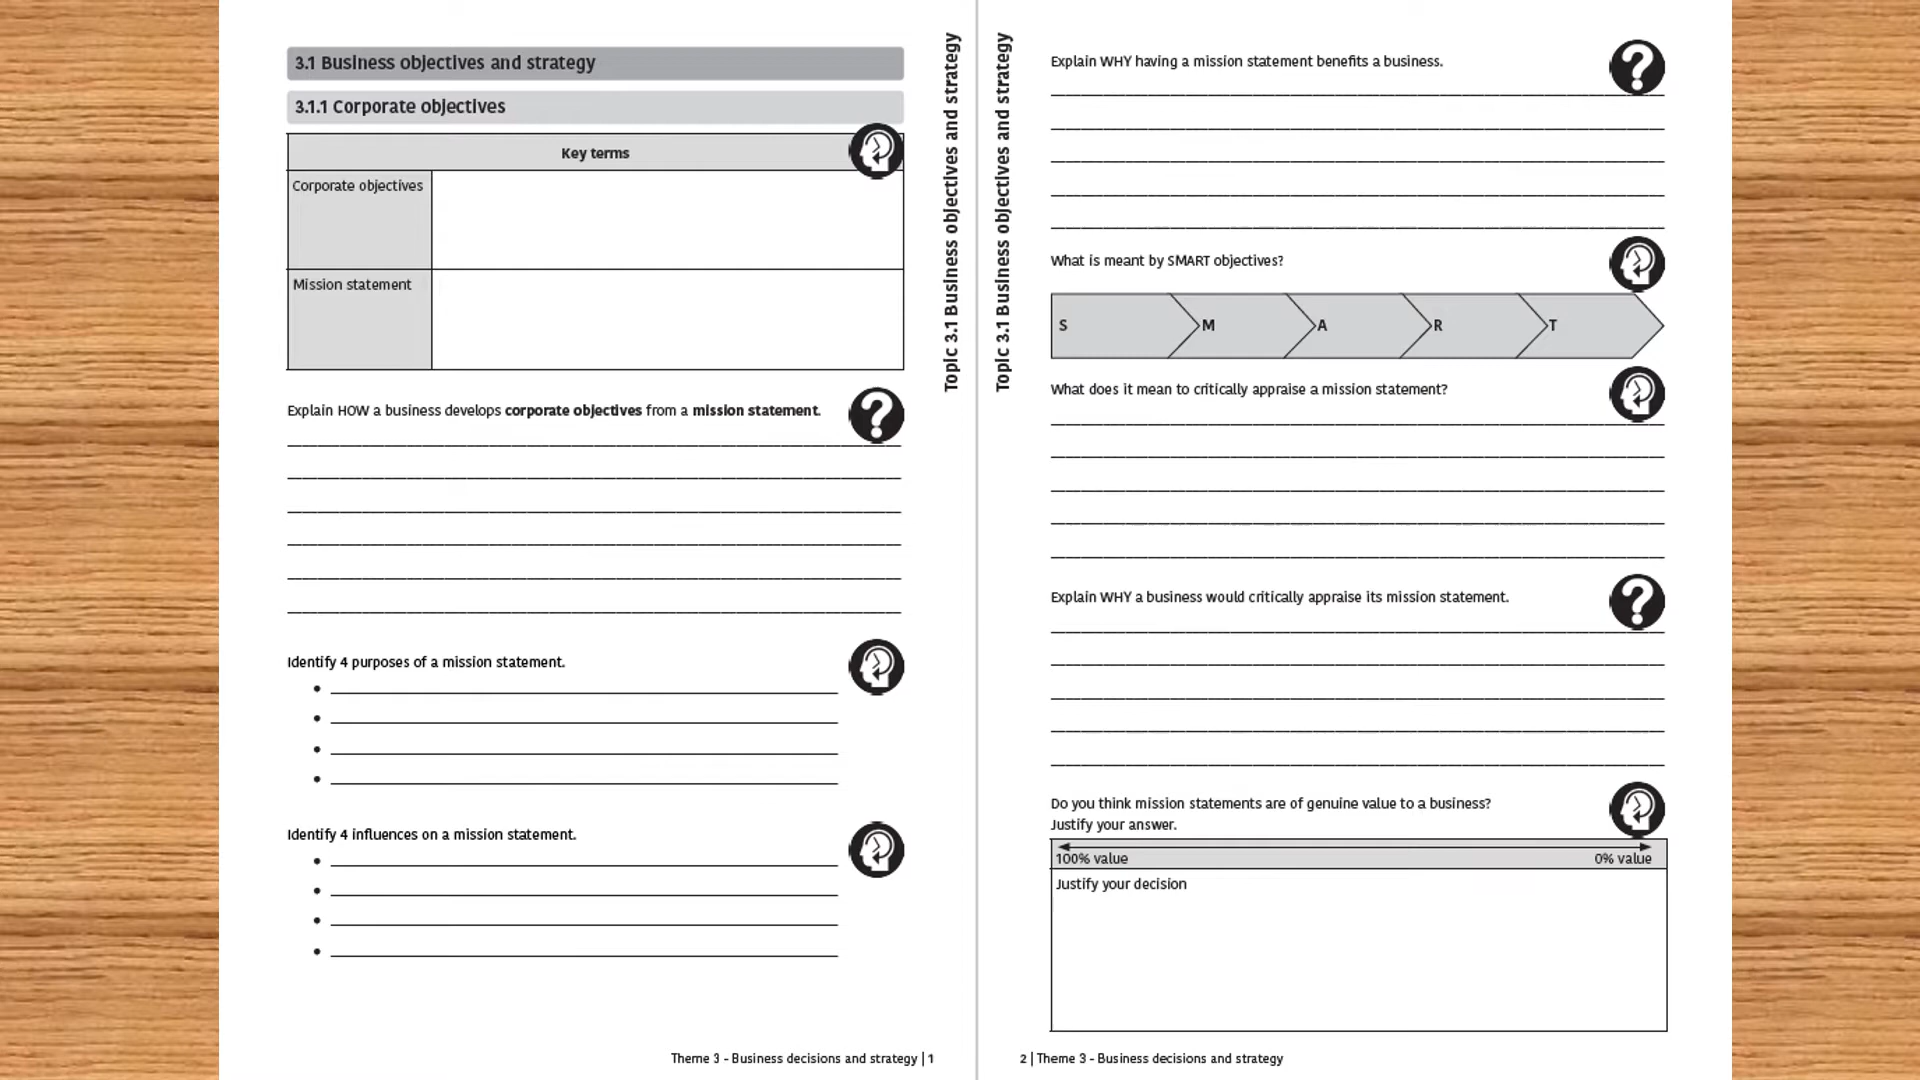 3.1 Business objectives and strategy
3.1.1 Corporate objectives
Key terms
Corporate objectives
Mission statement
Explain HOW a business develops corporate objectives from a mission statement.
Identify 4 purposes of a mission statement.
Identify 4 influences on a mission statement.
Theme 3 - Business decisions and strategy | 1
Topic 3.1 Business objectives and strategy
Topic 3.1 Business objectives and strategy
Explain WHY having a mission statement benefits a business.
What is meant by SMART objectives?
S M A R T
What does it mean to critically appraise a mission statement?
Explain WHY a business would critically appraise its mission statement.
Do you think mission statements are of genuine value to a business?
Justify your answer.
100% value 0% value
Justify your decision
2 | Theme 3 - Business decisions and strategy